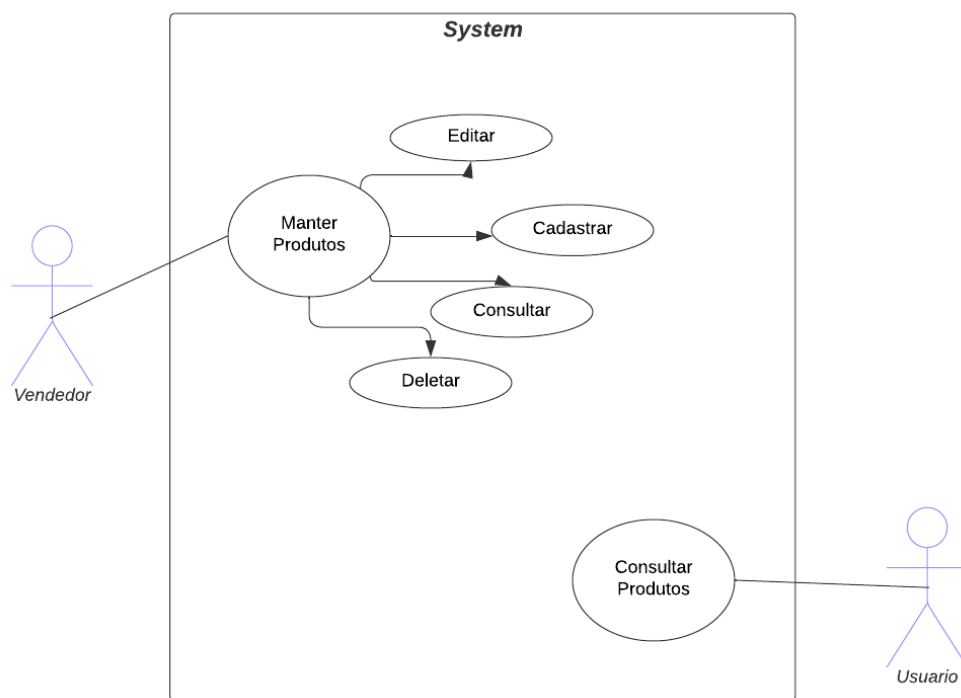 System
Editar
Manter
Produtos
Cadastrar
Consultar
Deletar
Vendedor
Consultar
Produtos
Usuario